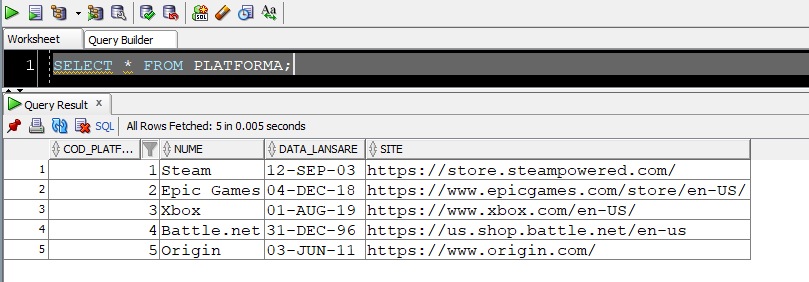 SQL
Aa
Worksheet Query Builder
1 SELECT * FROM PLATFORMA;
Query Result x
SQL All Rows Fetched: 5 in 0.005 seconds
COD_PLATF... NUME DATA_LANSARE SITE
1 1 Steam 12-SEP-03 https://store.steampowered.com/
2 2 Epic Games 04-DEC-18 https://www.epicgames.com/store/en-US/
3 3 Xbox 01-AUG-19 https://www.xbox.com/en-US/
4 4 Battle.net 31-DEC-96 https://us.shop.battle.net/en-us
5 5 Origin 03-JUN-11 https://www.origin.com/